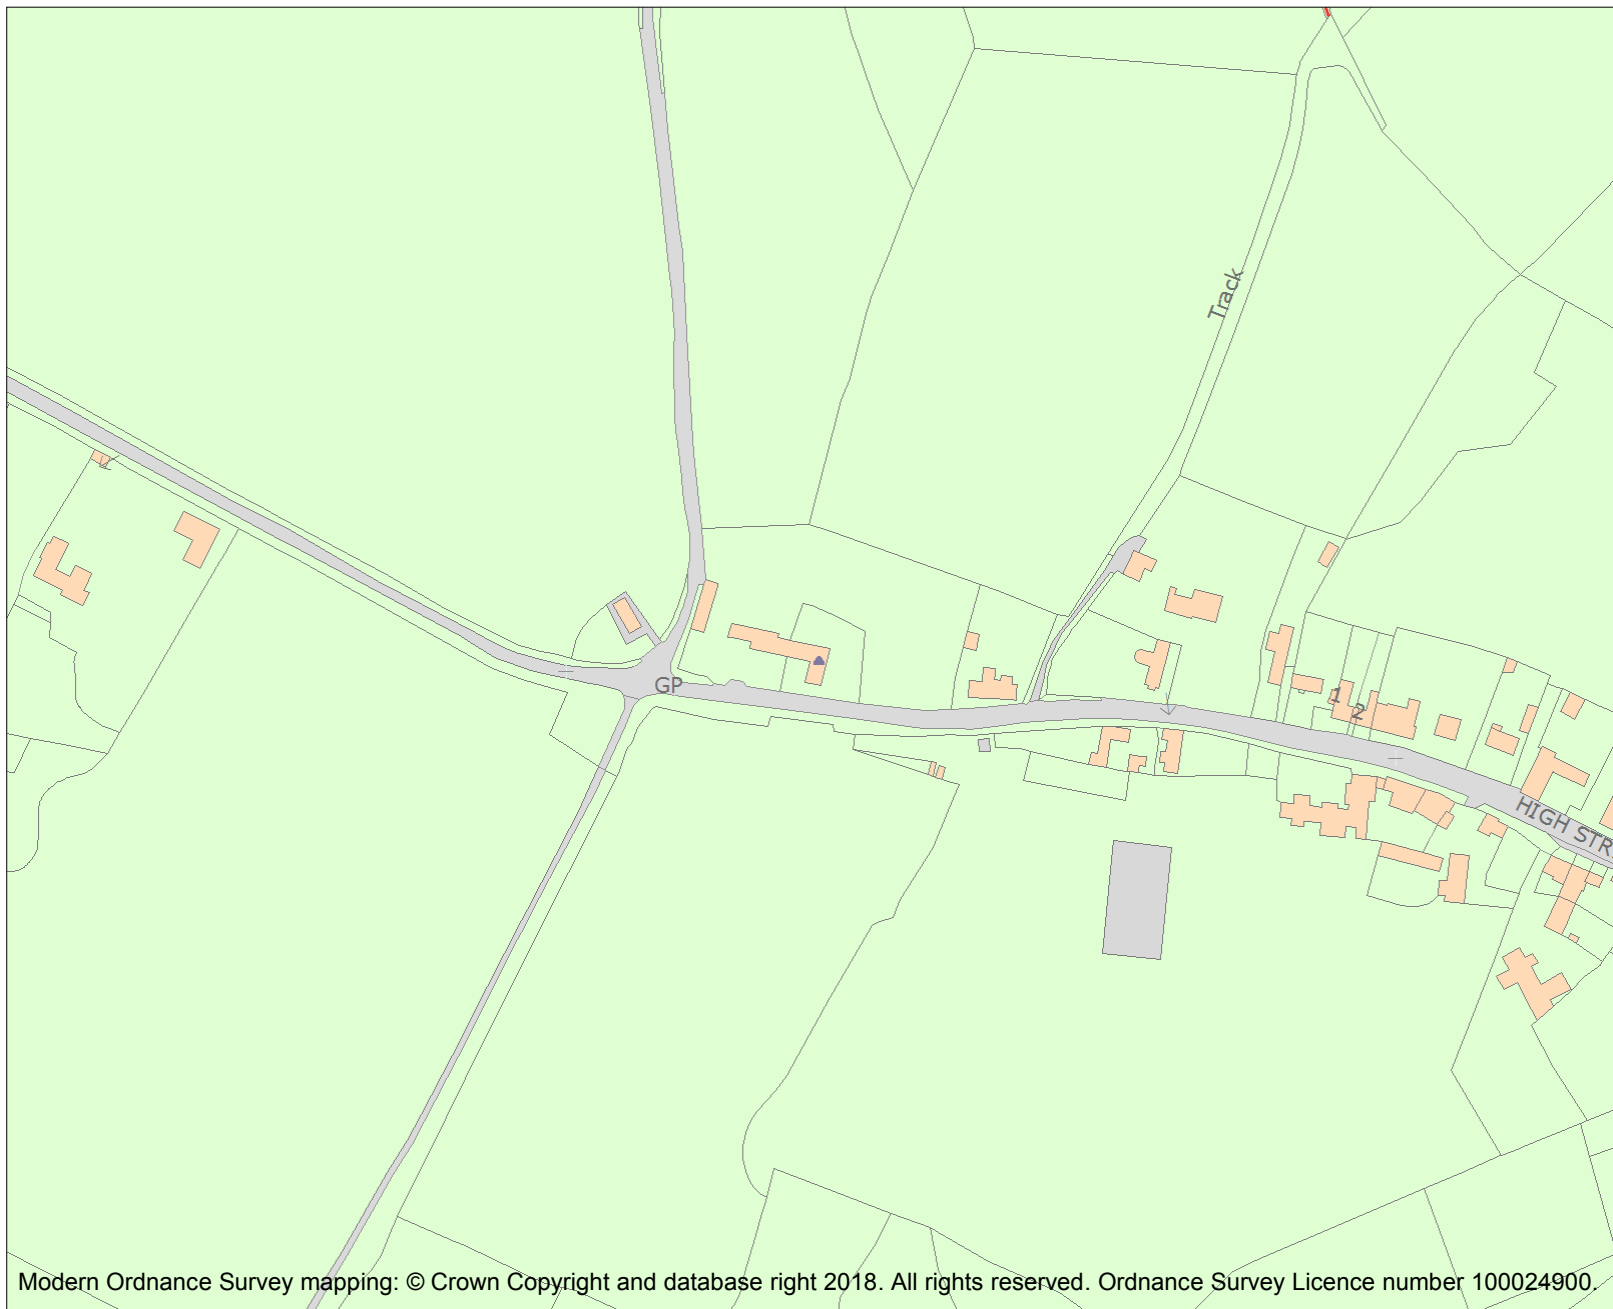 Track
GP
1
2
HIGH STR
Modern Ordnance Survey mapping: © Crown Copyright and database right 2018. All rights reserved. Ordnance Survey Licence number 100024900.